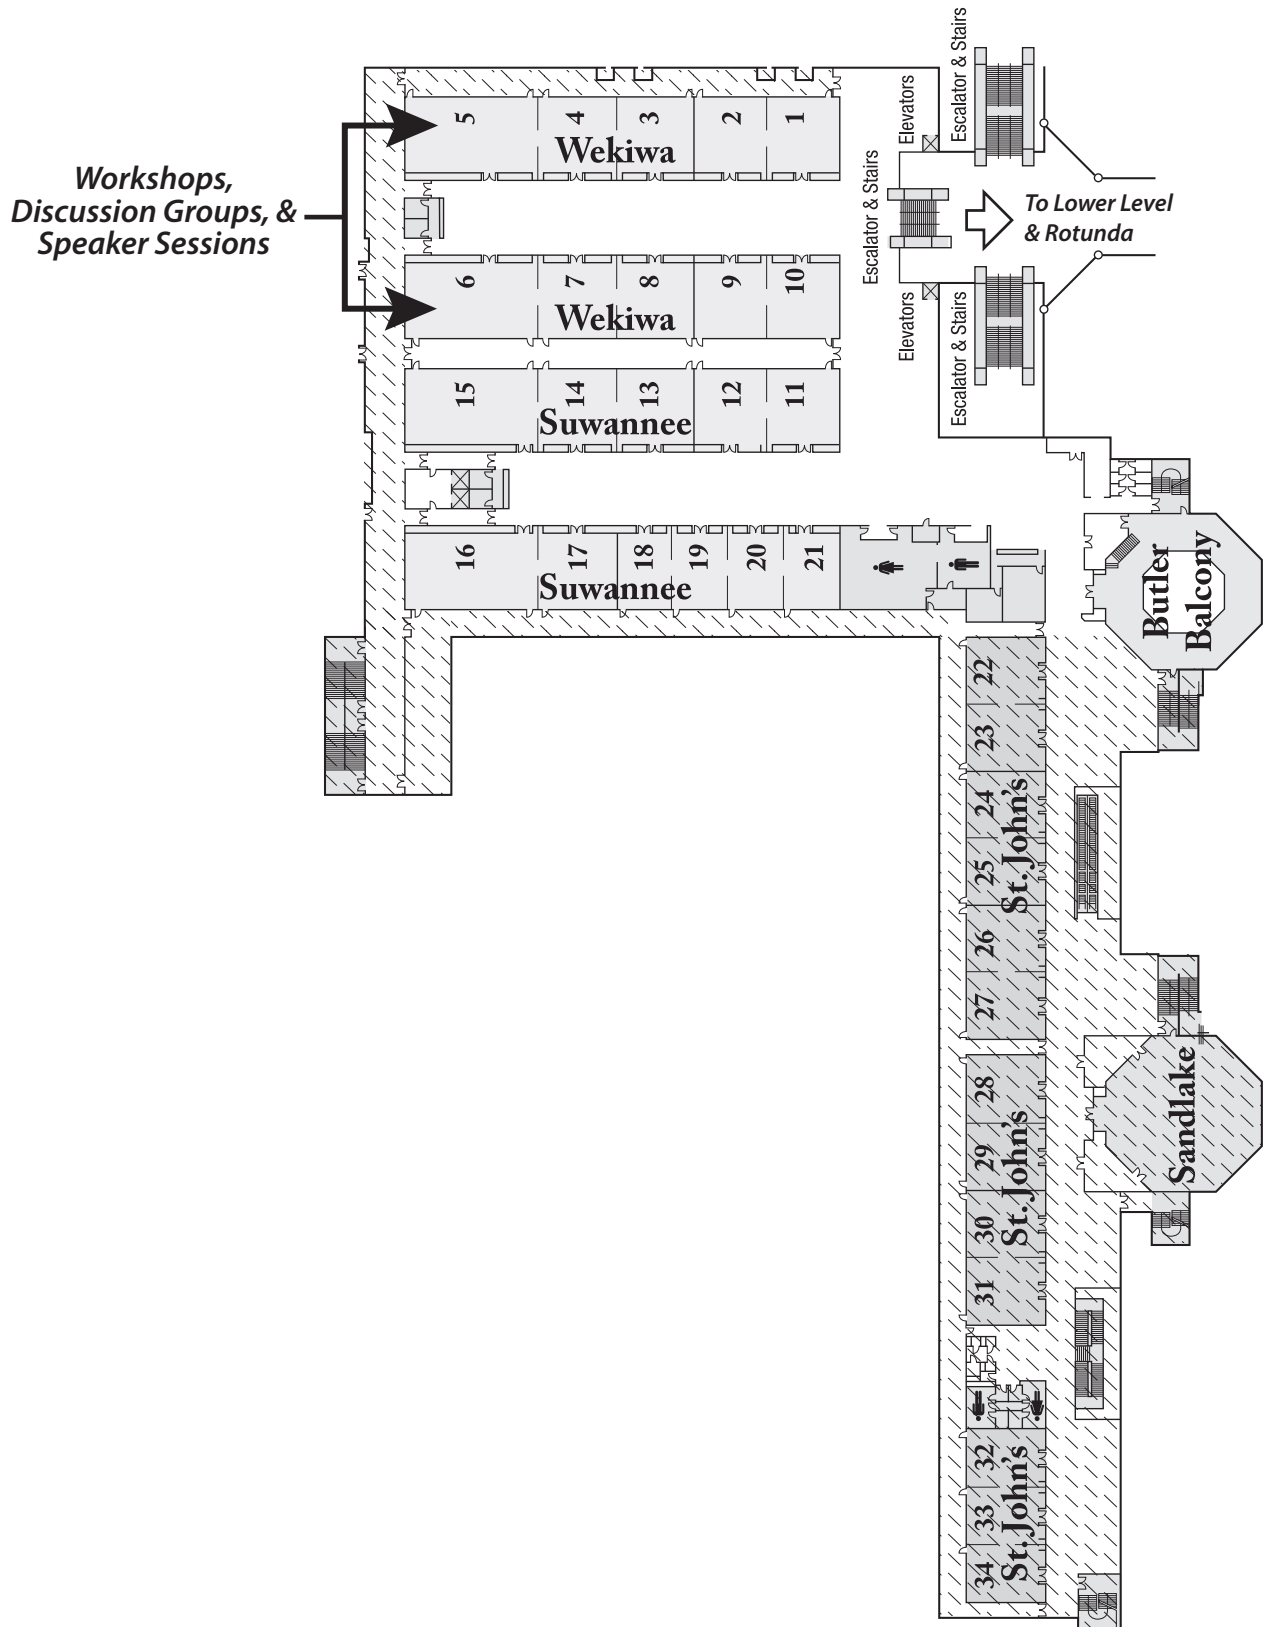 Workshops,
Discussion Groups, &
Speaker Sessions
5
4
3
2
1
Wekiwa
6
7
8
9
10
Wekiwa
15
14
13
12
11
Suwannee
16
17
18
19
20
21
Suwannee
Elevators
Escalator & Stairs
Escalator & Stairs
To Lower Level
& Rotunda
Elevators
Escalator & Stairs
Butler
Balcony
22
23
24
25
26
27
St. John's
Sandlake
28
29
30
31
St. John's
32
33
34
St. John's